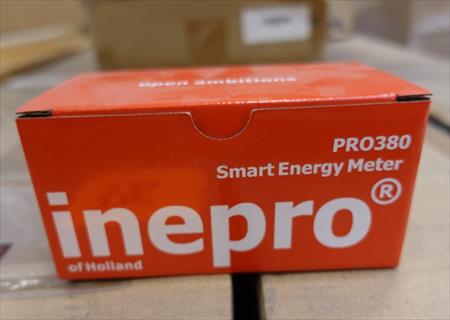 open ambitions
PRO380
Smart Energy Meter
inepro®
of Holland